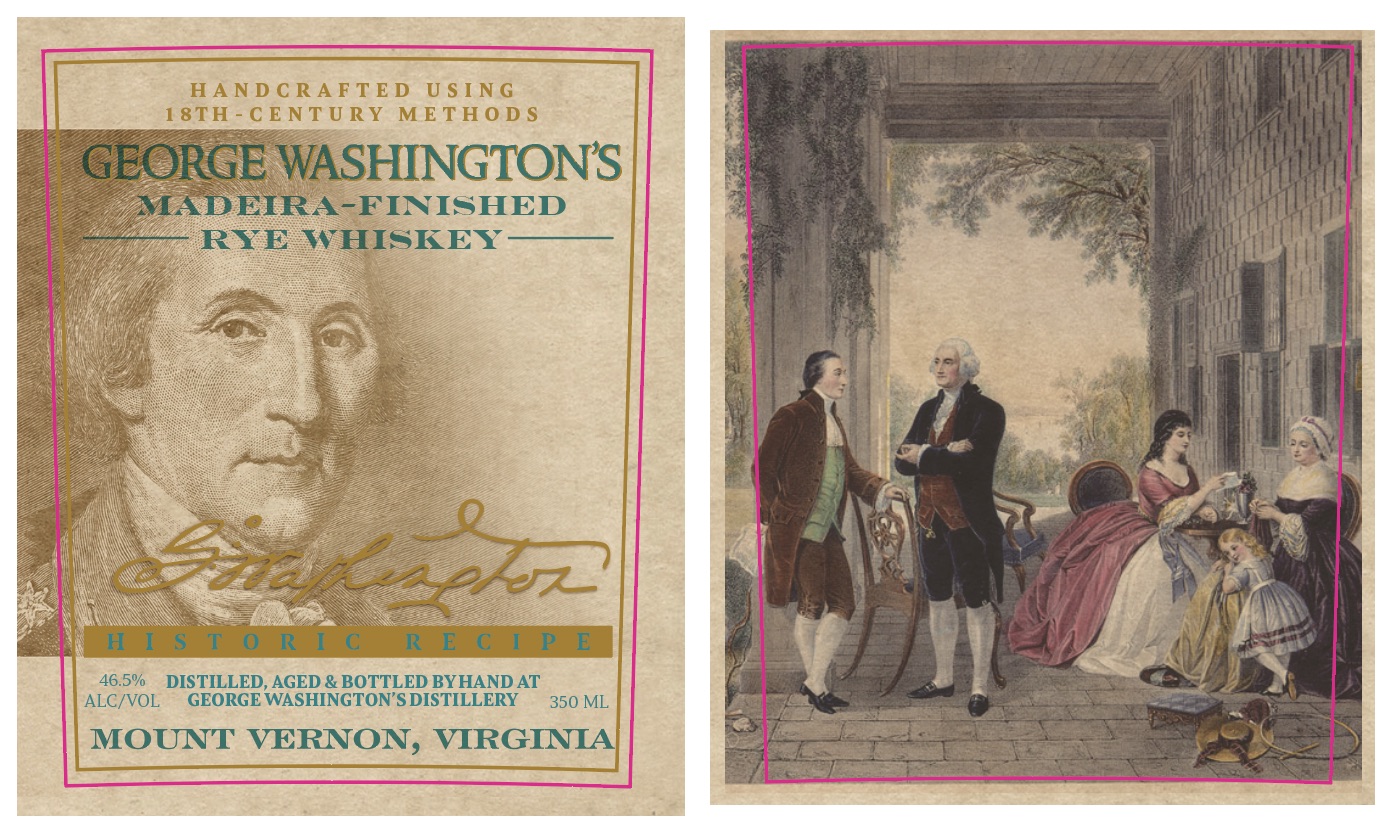 HANDCRAFTED USING
18TH-CENTURY METHODS
GEORGE WASHINGTON'S
MADEIRA-FINISHED
RYE WHISKEY
G Washington
HISTORIC RECIPE
46.5%
ALC/VOL
DISTILLED, AGED & BOTTLED BY HAND AT
GEORGE WASHINGTON'S DISTILLERY
350 ML
MOUNT VERNON, VIRGINIA